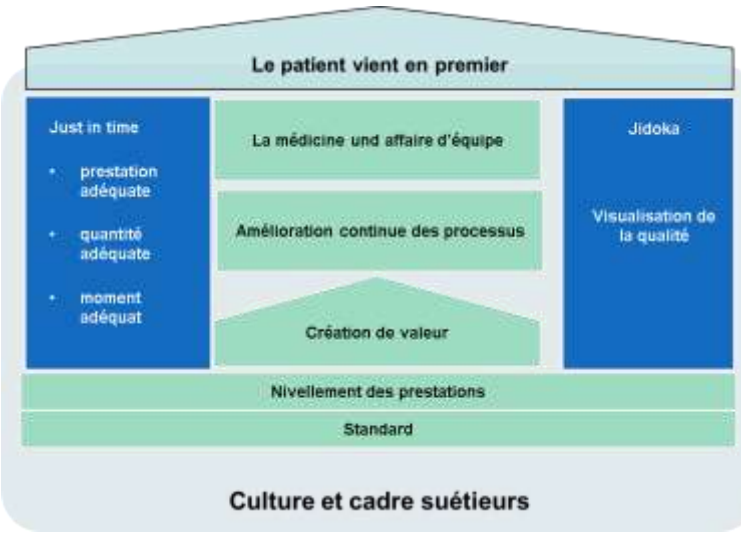 Le patient vient en premier
Just in time
• prestation
adéquate
• quantité
adéquate
• moment
adéquat
La médicine und affaire d'équipe
Amélioration continue des processus
Création de valeur
Jidoka
Visualisation de
la qualité
Nivellement des prestations
Standard
Culture et cadre suétieurs